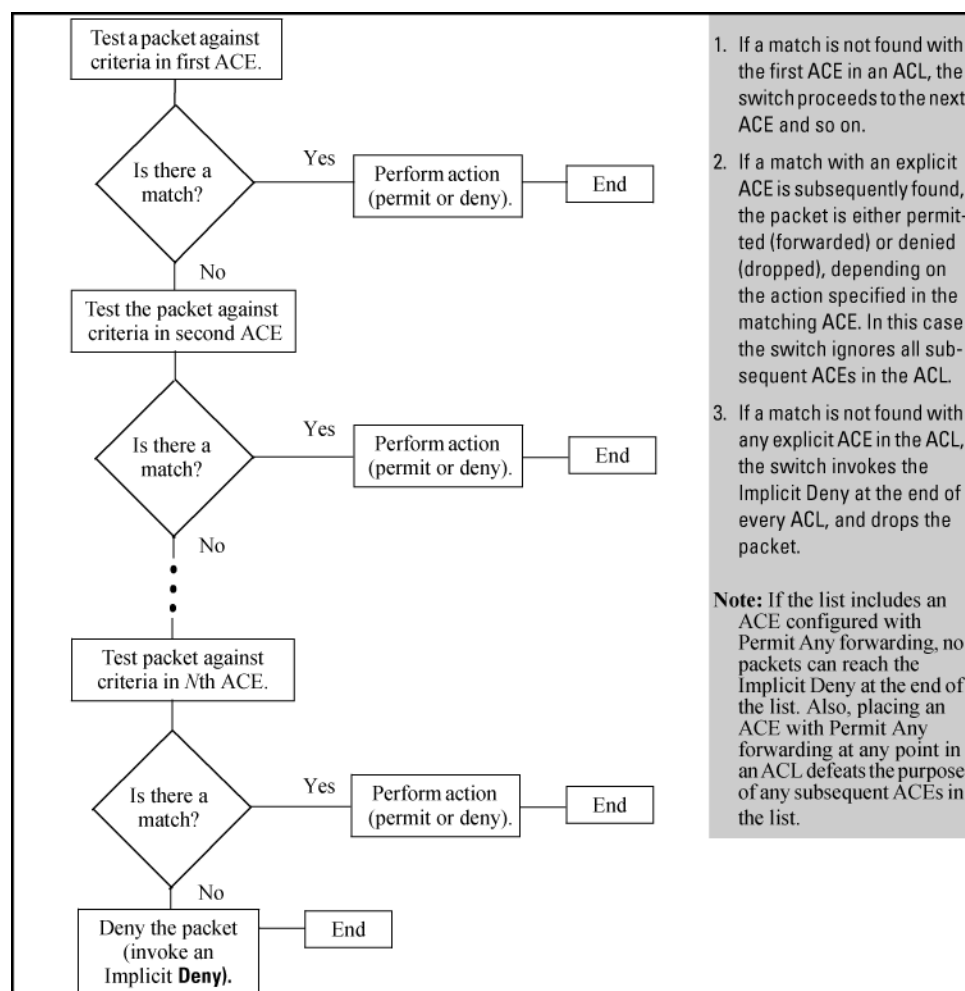 Test a packet against
criteria in first ACE.
Is there a
match?
Yes
Perform action
(permit or deny).
End
No
Test the packet against
criteria in second ACE
Is there a
match?
Yes
Perform action
(permit or deny).
End
No
Test packet against
criteria in Nth ACE.
Is there a
match?
Yes
Perform action
(permit or deny).
End
No
Deny the packet
(invoke an
Implicit Deny).
End
1. If a match is not found with
the first ACE in an ACL, the
switch proceeds to the next
ACE and so on.
2. If a match with an explicit
ACE is subsequently found,
the packet is either permit-
ted (forwarded) or denied
(dropped), depending on
the action specified in the
matching ACE. In this case
the switch ignores all sub-
sequent ACEs in the ACL.
3. If a match is not found with
any explicit ACE in the ACL,
the switch invokes the
Implicit Deny at the end of
every ACL, and drops the
packet.
Note: If the list includes an
ACE configured with
Permit Any forwarding, no
packets can reach the
Implicit Deny at the end of
the list. Also, placing an
ACE with Permit Any
forwarding at any point in
an ACL defeats the purpose
of any subsequent ACEs in
the list.